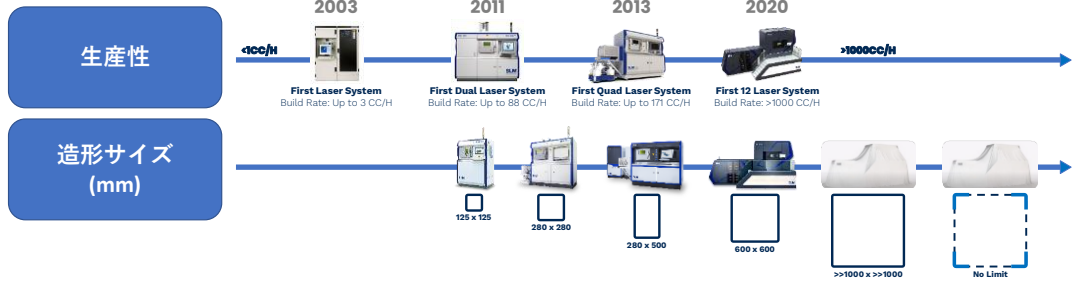 2003
2011
2013
2020
生産性
<1CC/H
>1000CC/H
SLM
First Laser System
First Dual Laser System
First Quad Laser System
First 12 Laser System
Build Rate: Up to 3 CC/H
Build Rate: Up to 88 CC/H
Build Rate: Up to 171 CC/H
Build Rate: >1000 CC/H
造形サイズ
(mm)
125 x 125
280 x 280
280 x 500
600 x 600
>>1000 x >>1000
No Limit